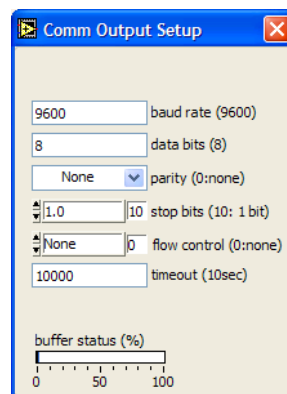 Comm Output Setup
9600 baud rate (9600)
8 data bits (8)
None parity (0:none)
1.0 10 stop bits (10: 1 bit)
None 0 flow control (0:none)
10000 timeout (10sec)
buffer status (%)
0 50 100